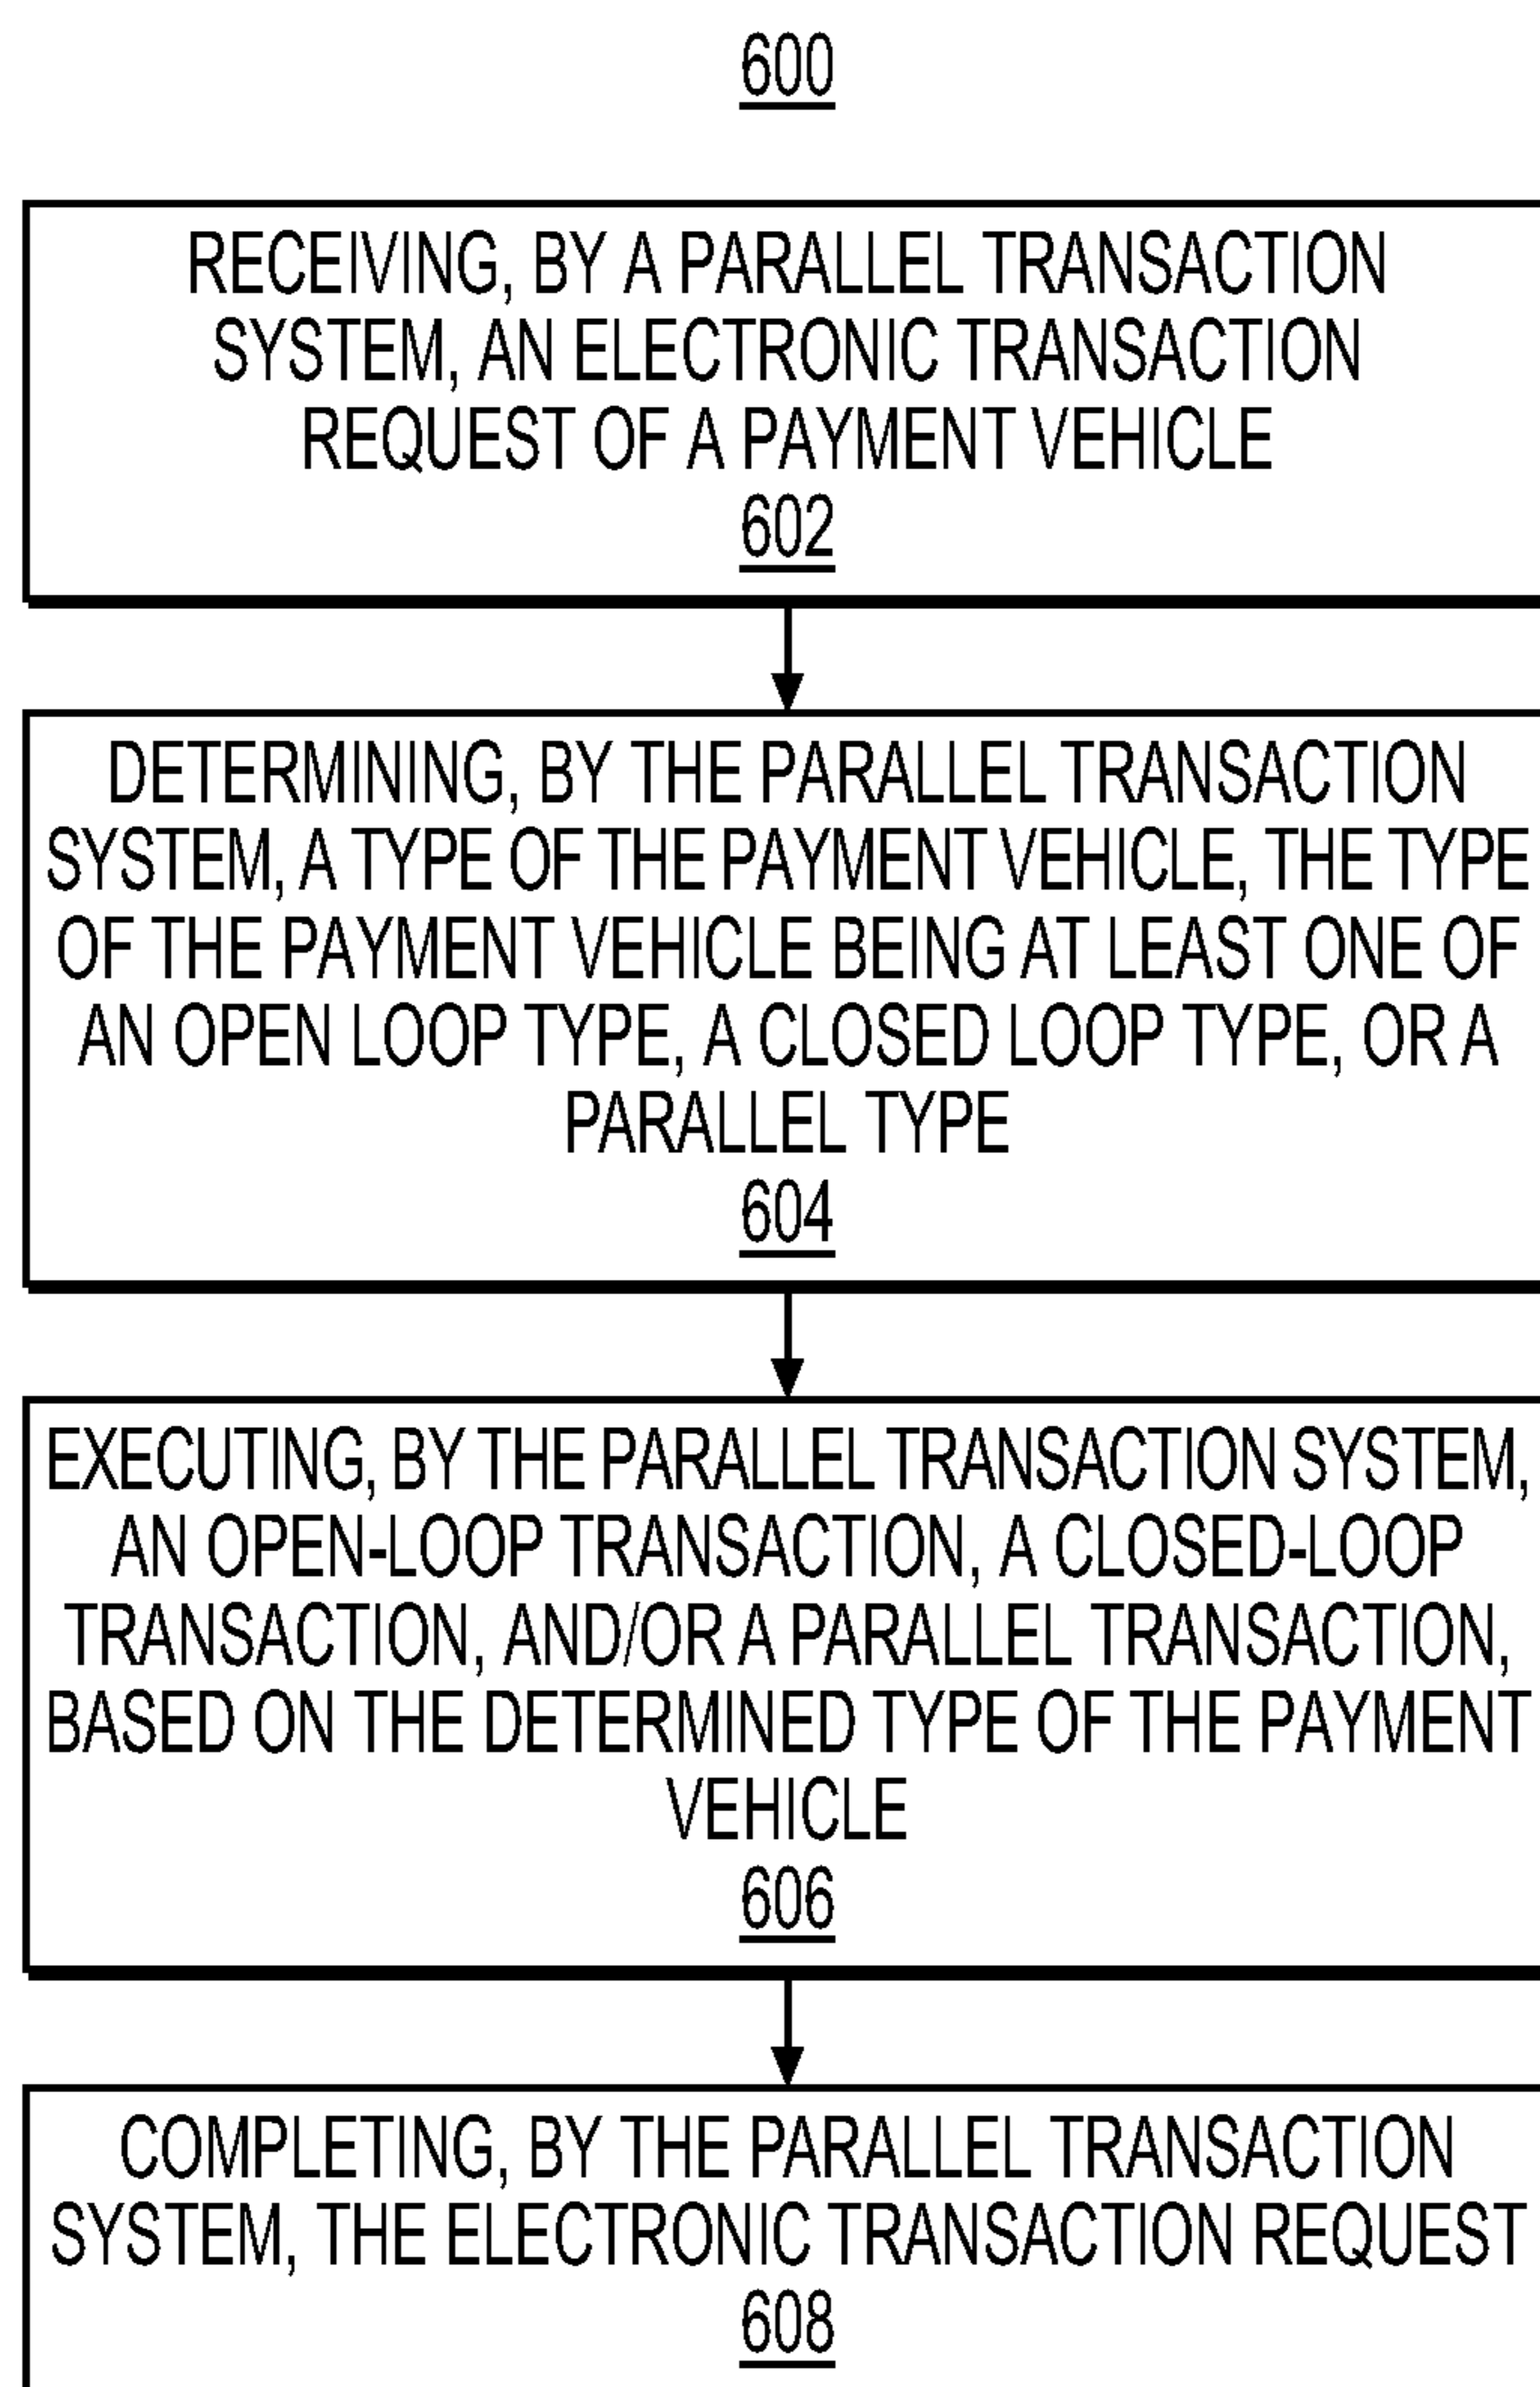 600
RECEIVING, BY A PARALLEL TRANSACTION
SYSTEM, AN ELECTRONIC TRANSACTION
REQUEST OF A PAYMENT VEHICLE
602
DETERMINING, BY THE PARALLEL TRANSACTION
SYSTEM, A TYPE OF THE PAYMENT VEHICLE, THE TYPE
OF THE PAYMENT VEHICLE BEING AT LEAST ONE OF
AN OPEN LOOP TYPE, A CLOSED LOOP TYPE, OR A
PARALLEL TYPE
604
EXECUTING, BY THE PARALLEL TRANSACTION SYSTEM,
AN OPEN-LOOP TRANSACTION, A CLOSED-LOOP
TRANSACTION, AND/OR A PARALLEL TRANSACTION,
BASED ON THE DETERMINED TYPE OF THE PAYMENT
VEHICLE
606
COMPLETING, BY THE PARALLEL TRANSACTION
SYSTEM, THE ELECTRONIC TRANSACTION REQUEST
608